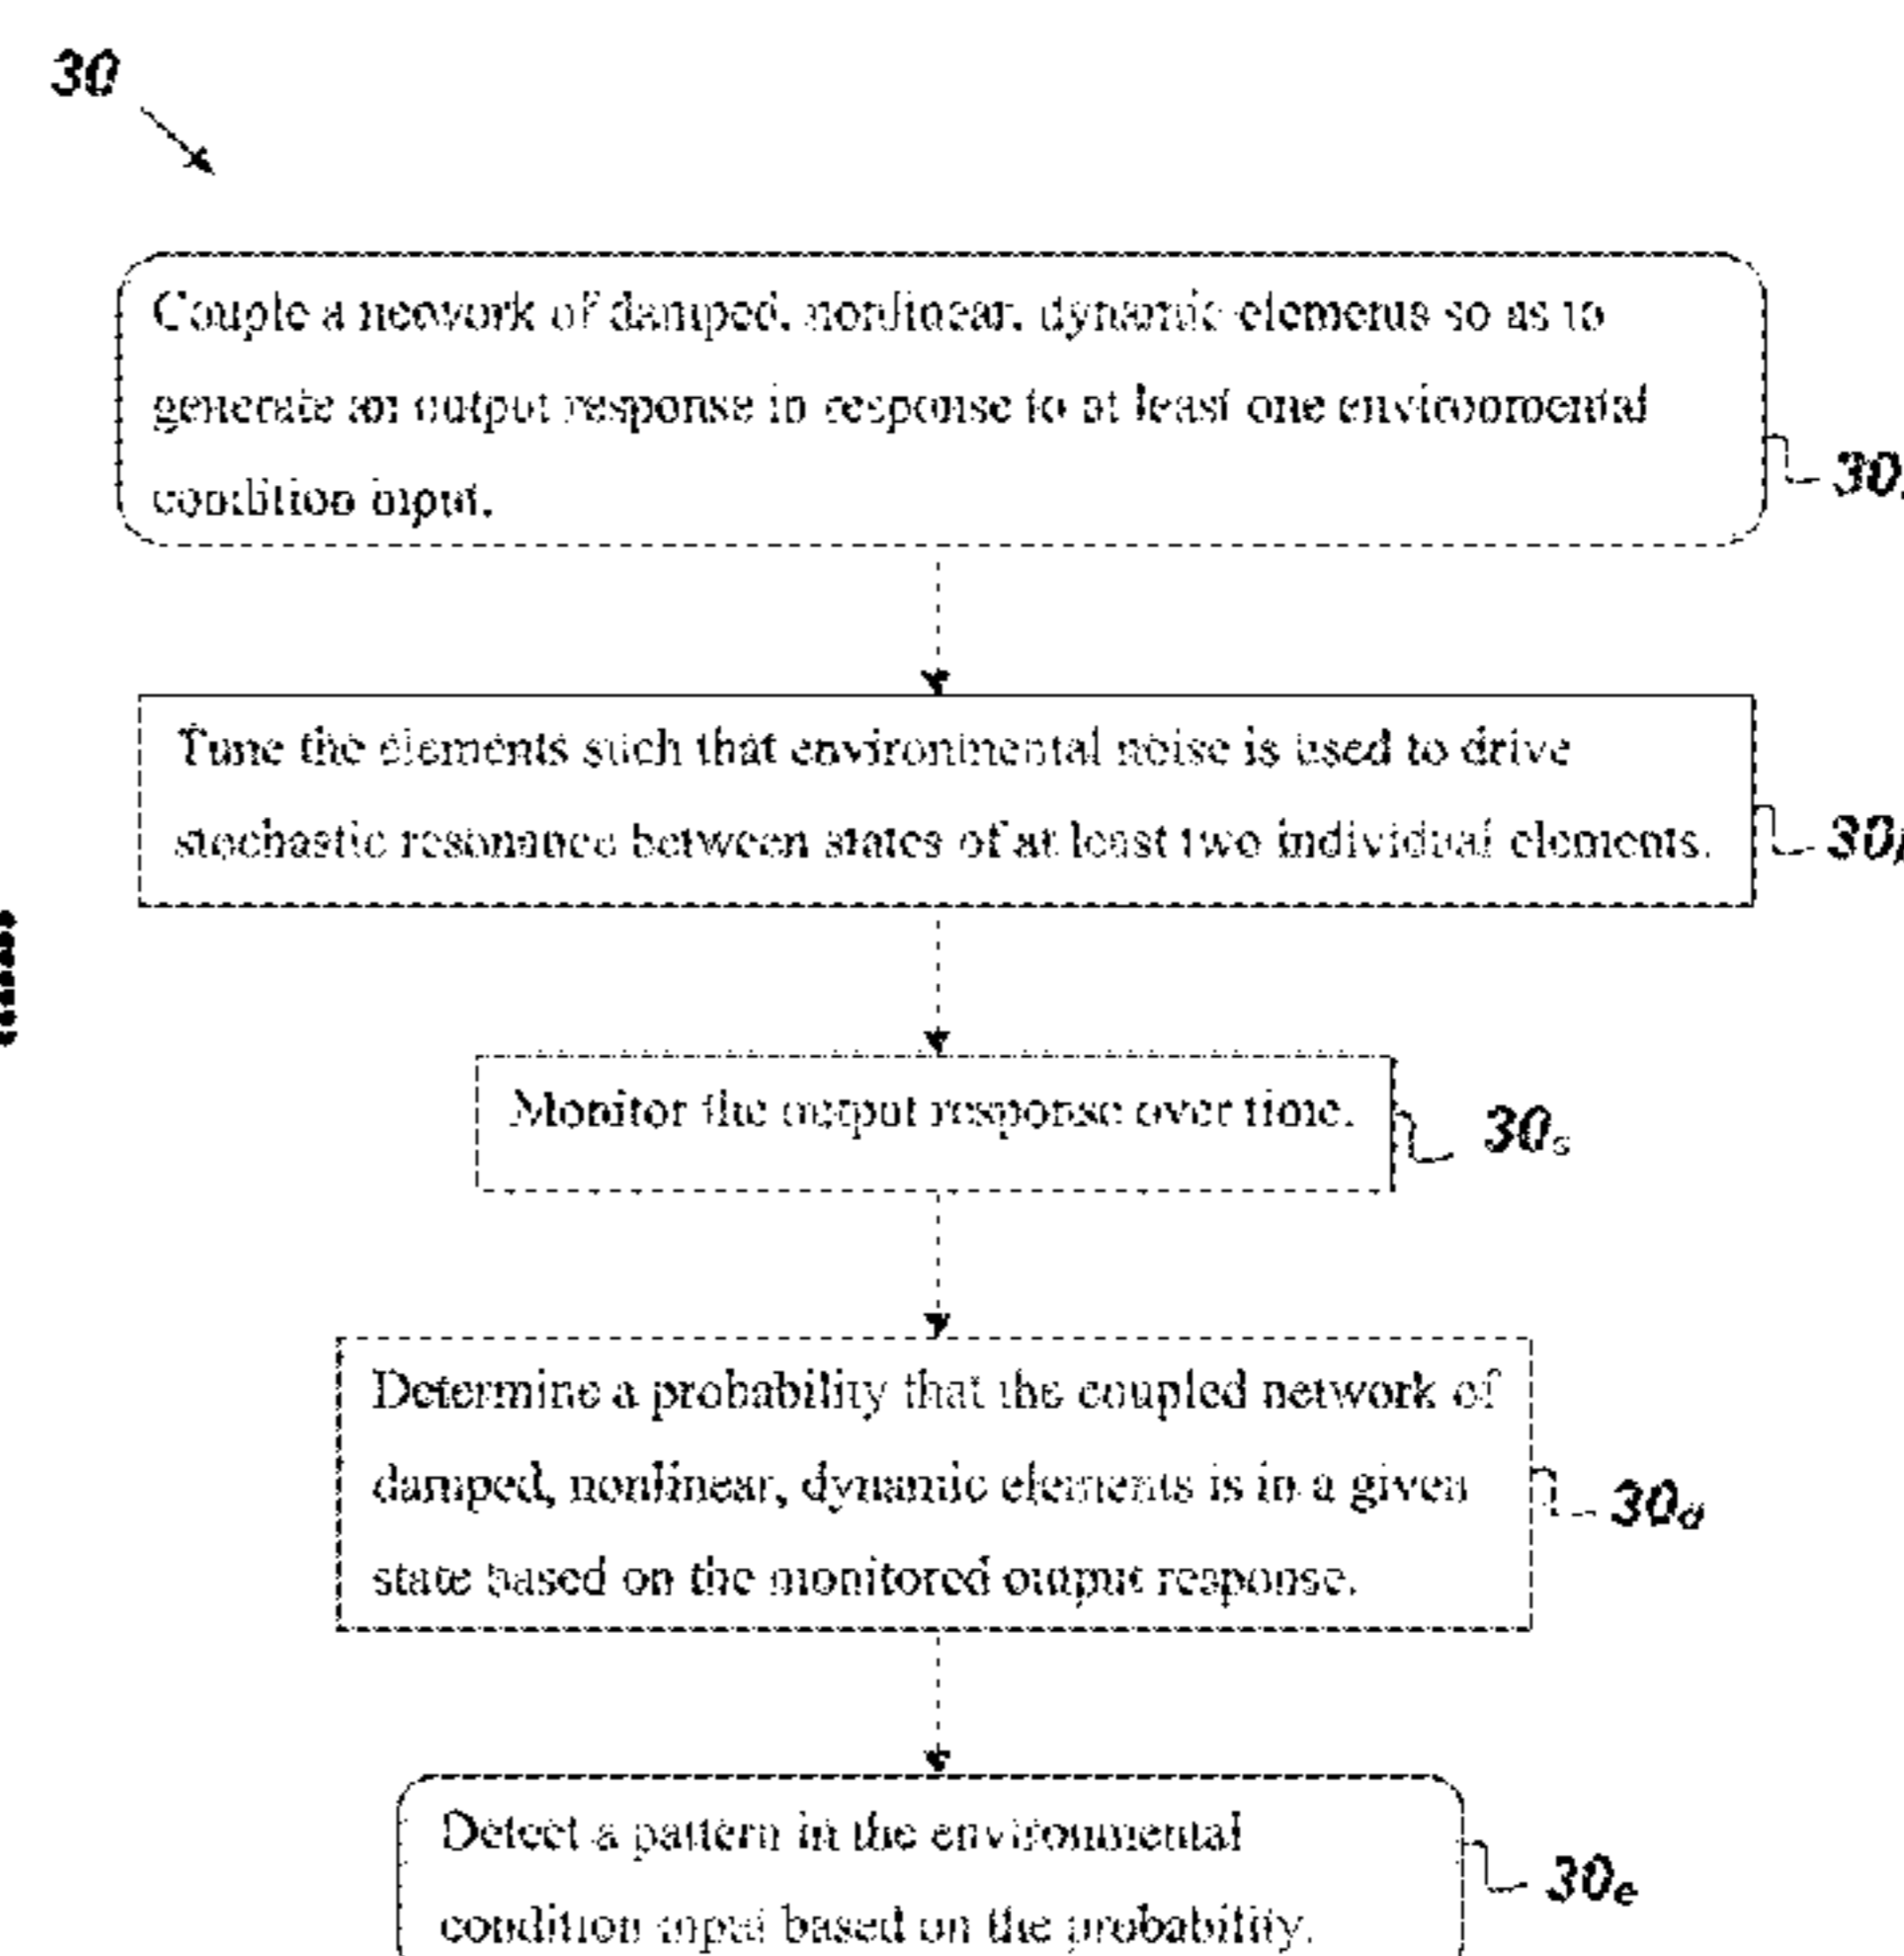 30
Couple a network of damped, nonlinear, dynamic elements so as to
generate an output response in response to at least one environmental
condition input.
30
Tune the elements such that environmental noise is used to drive
stochastic resonance between states of at least two individual elements.
30
Monitor the output response over time.
30c
Determine a probability that the coupled network of
damped, nonlinear, dynamic elements is in a given
state based on the monitored output response.
30d
Detect a pattern in the environmental
condition input based on the probability.
30e